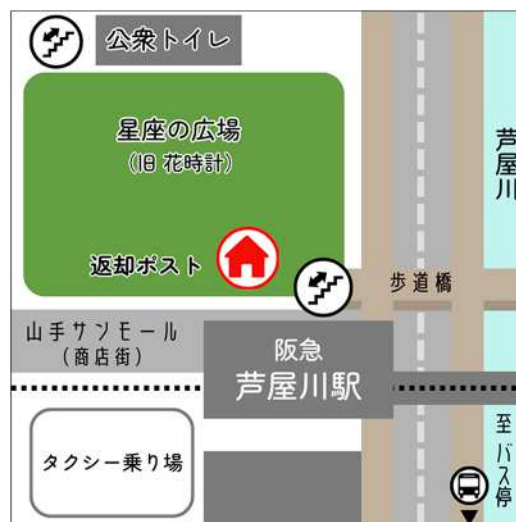 公衆トイレ
星座の広場
(旧 花時計)
芦屋川
返却ポスト
歩道橋
山手サンモール
(商店街)
阪急
芦屋川駅
タクシー乗り場
至バス停